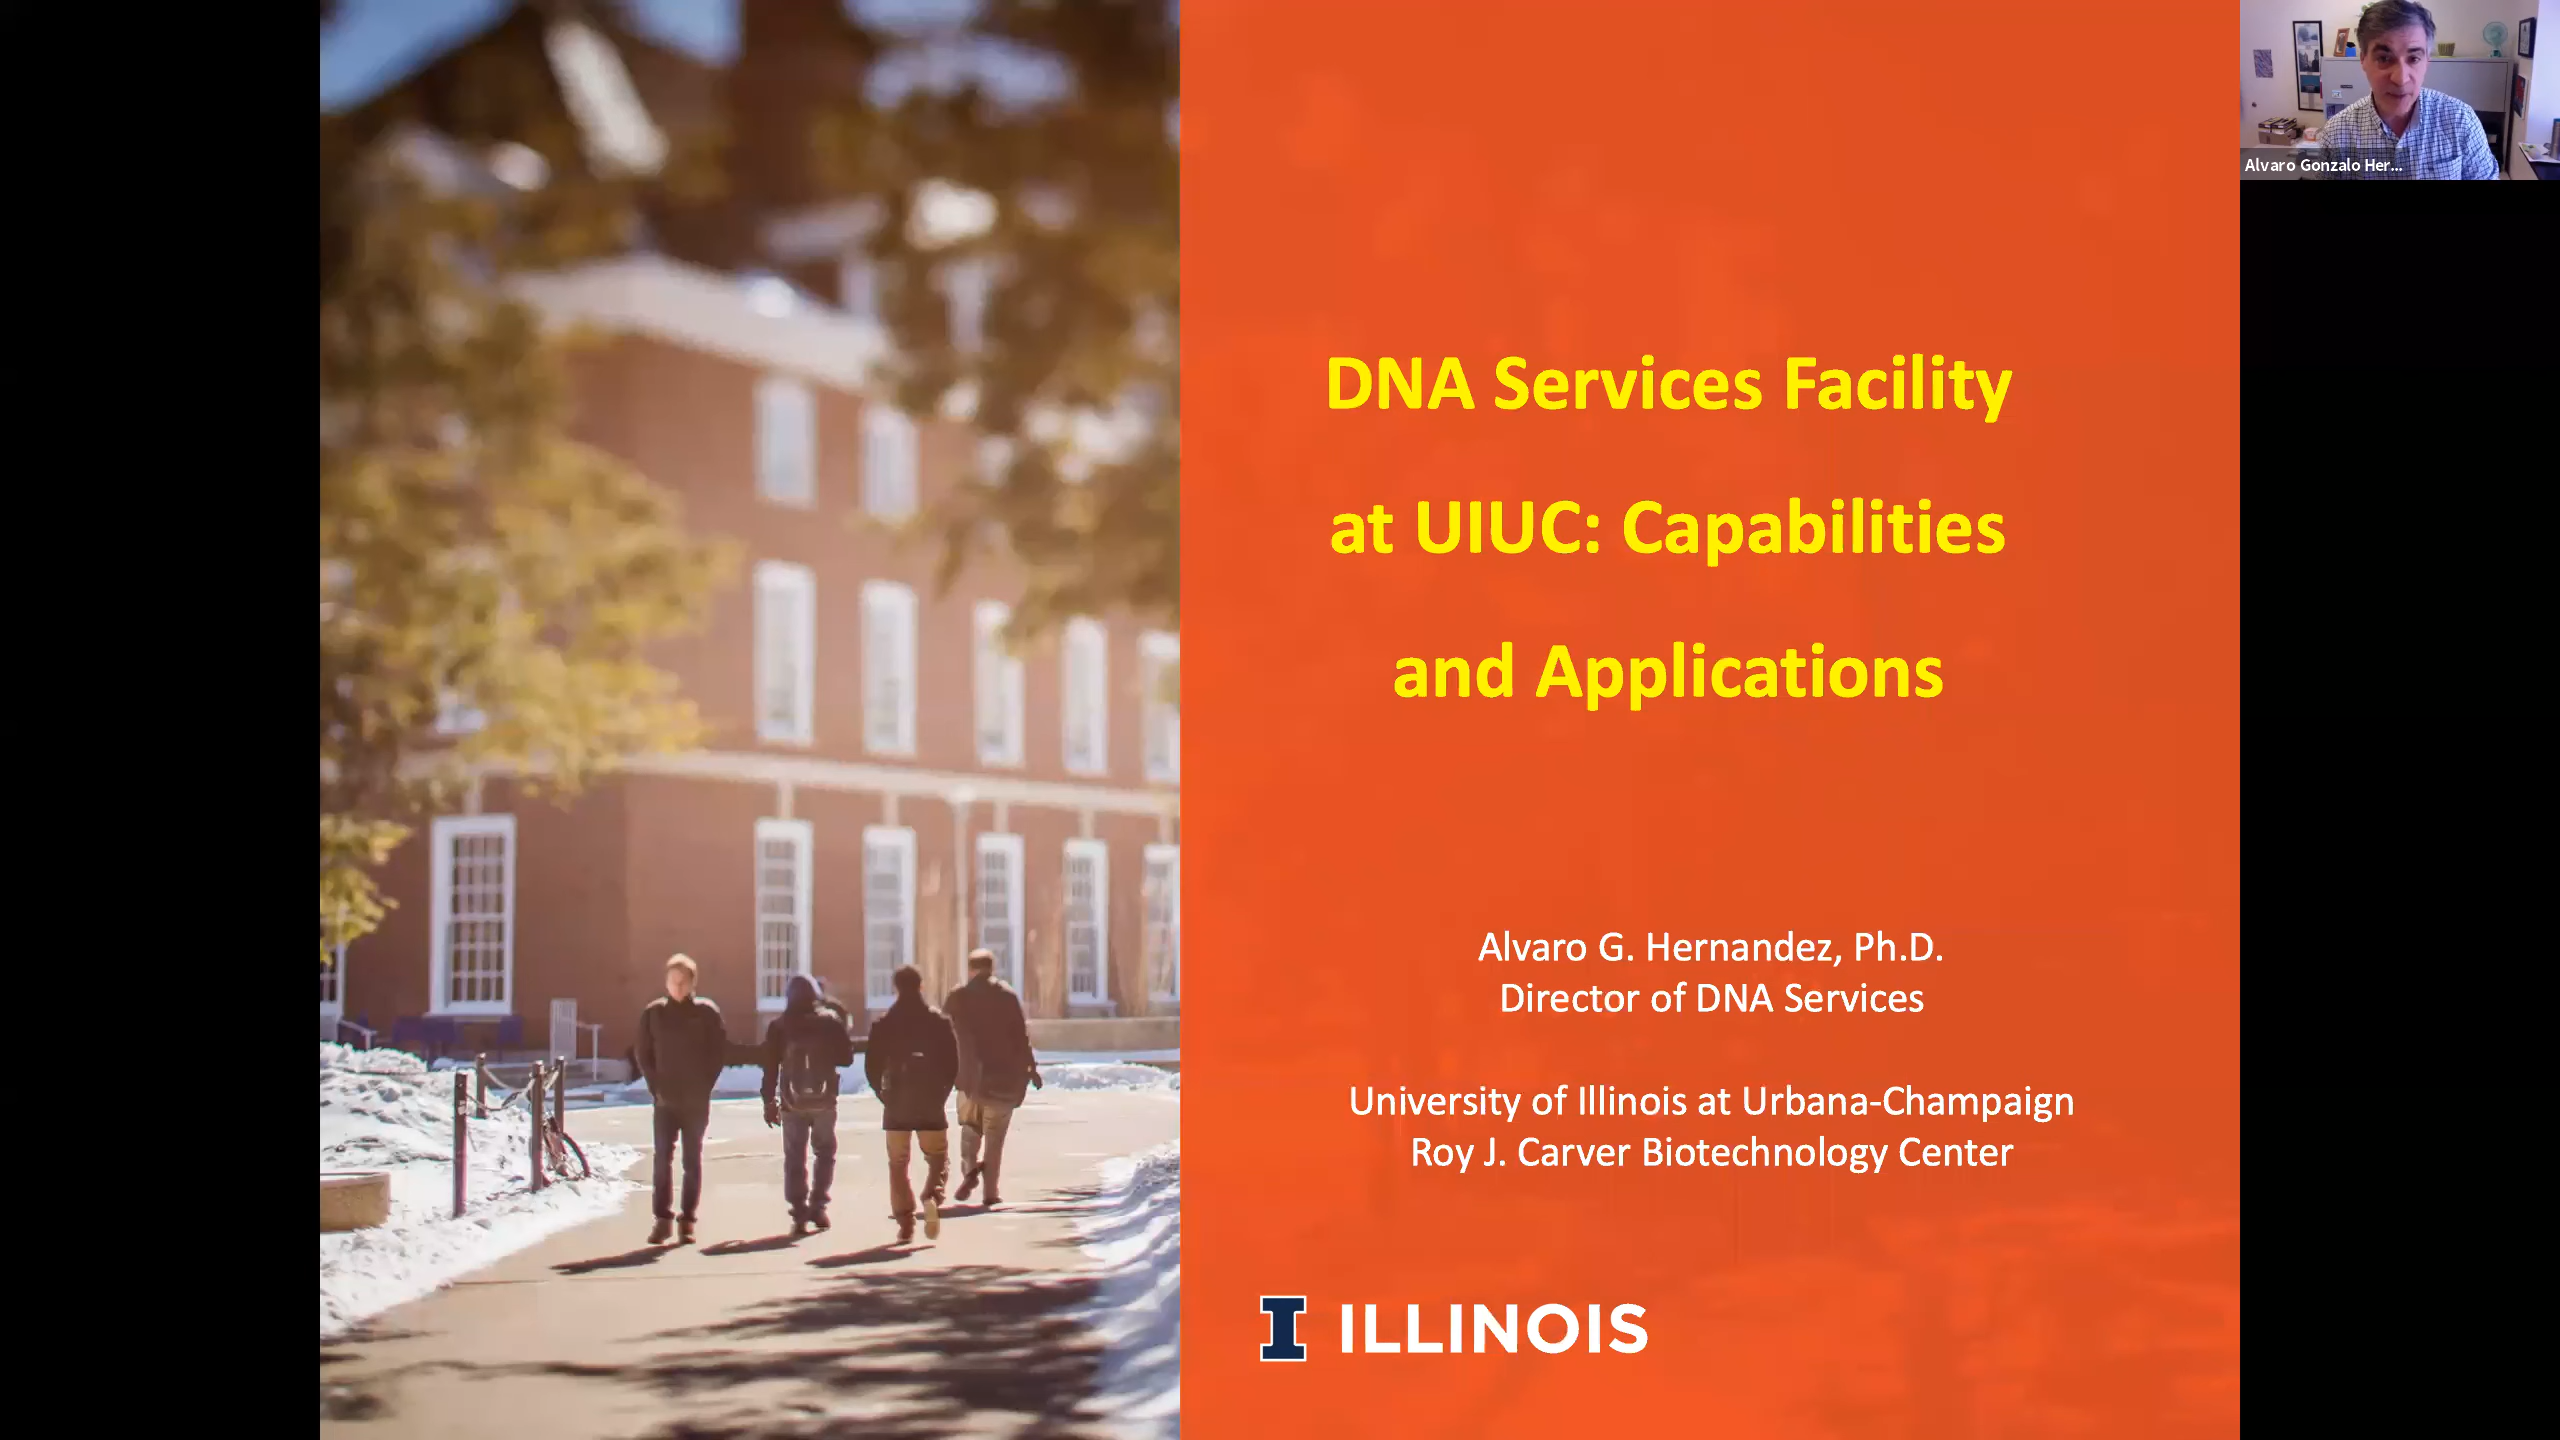 DNA Services Facility
at UIUC: Capabilities
and Applications
Alvaro G. Hernandez, Ph.D.
Director of DNA Services
University of Illinois at Urbana-Champaign
Roy J. Carver Biotechnology Center
I ILLINOIS
Alvaro Gonzalo Her...